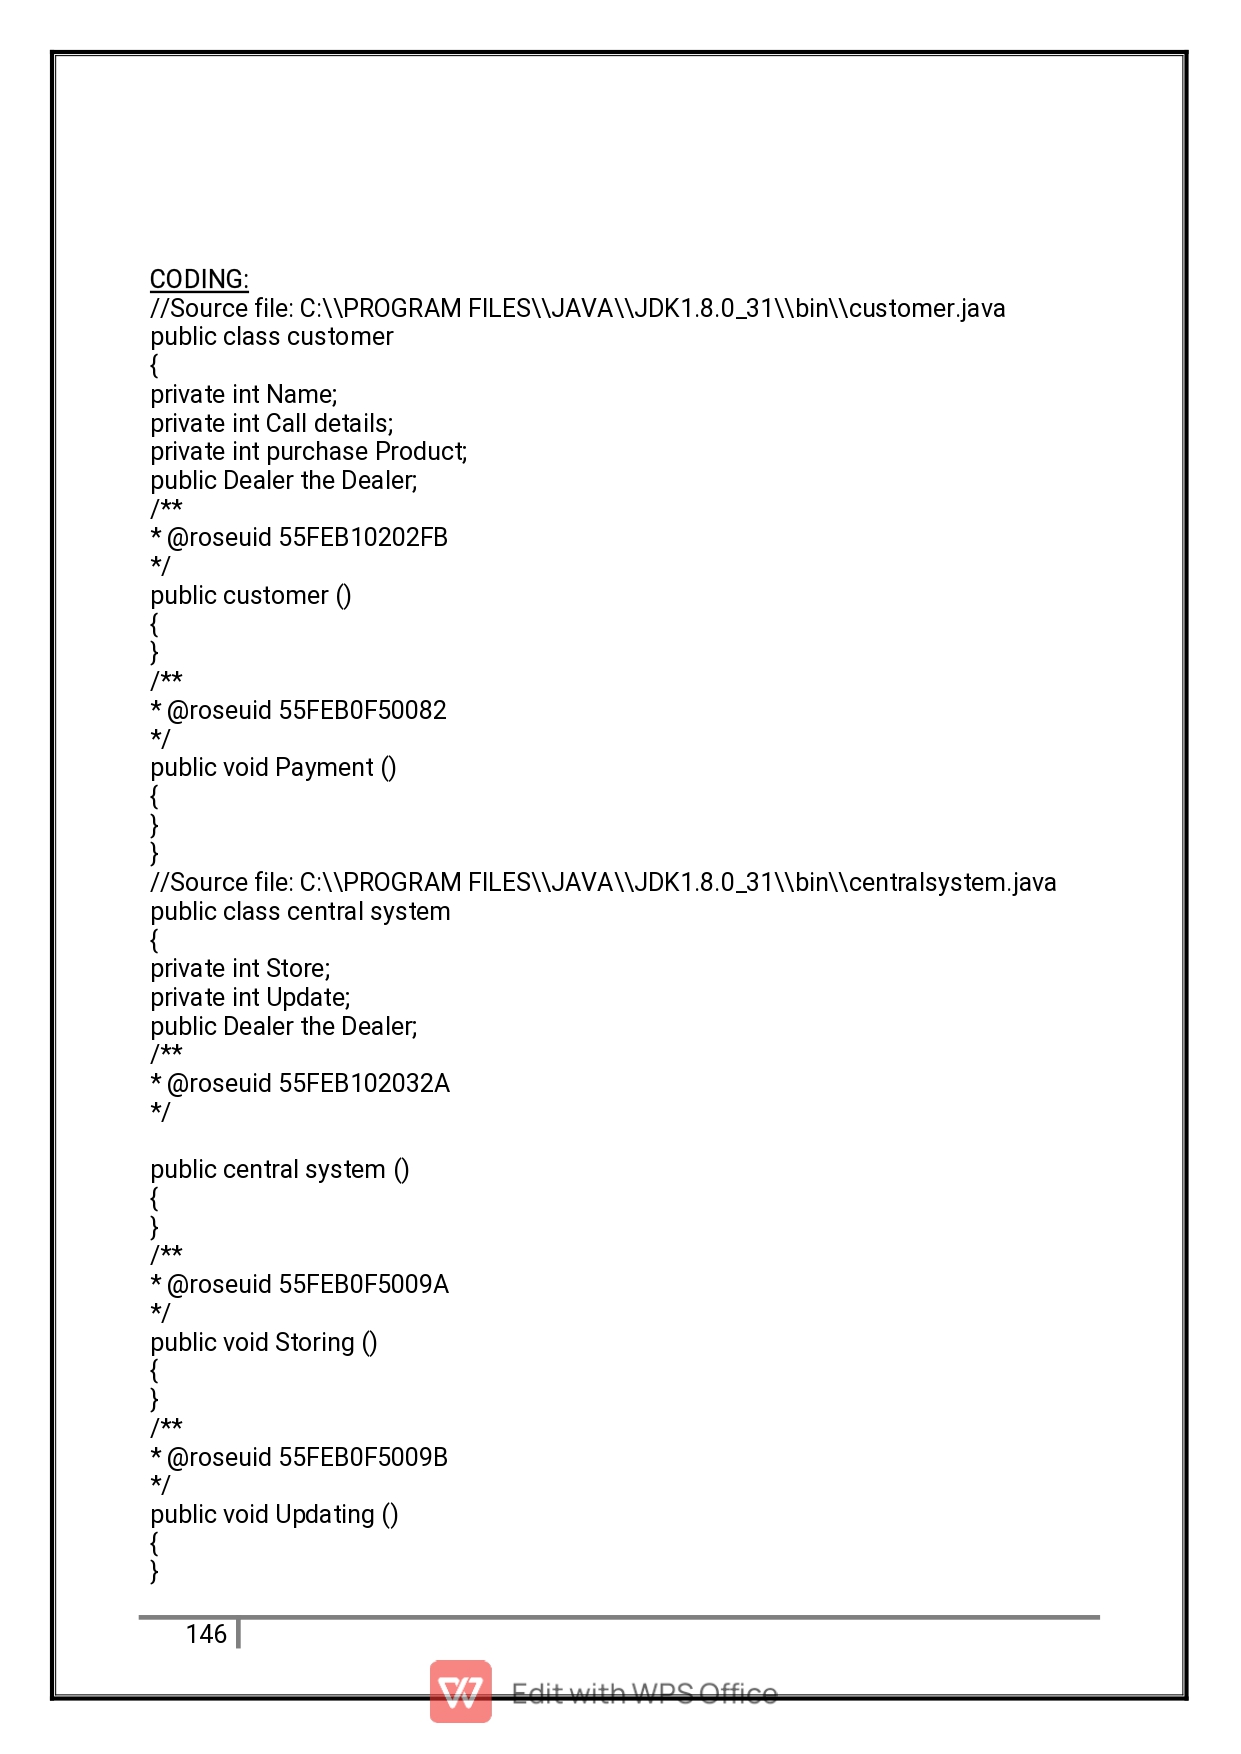 CODING:
//Source file: C:\\PROGRAM FILES\\JAVA\\JDK1.8.0_31\\bin\\customer.java
public class customer
{
private int Name;
private int Call details;
private int purchase Product;
public Dealer the Dealer;
/**
* @roseuid 55FEB10202FB
*/
public customer ()
{
}
/**
* @roseuid 55FEB0F50082
*/
public void Payment ()
{
}
}
//Source file: C:\\PROGRAM FILES\\JAVA\\JDK1.8.0_31\\bin\\centralsystem.java
public class central system
{
private int Store;
private int Update;
public Dealer the Dealer;
/**
* @roseuid 55FEB102032A
*/
public central system ()
{
}
/**
* @roseuid 55FEB0F5009A
*/
public void Storing ()
{
}
/**
* @roseuid 55FEB0F5009B
*/
public void Updating ()
{
}
146
Edit with WPS Office